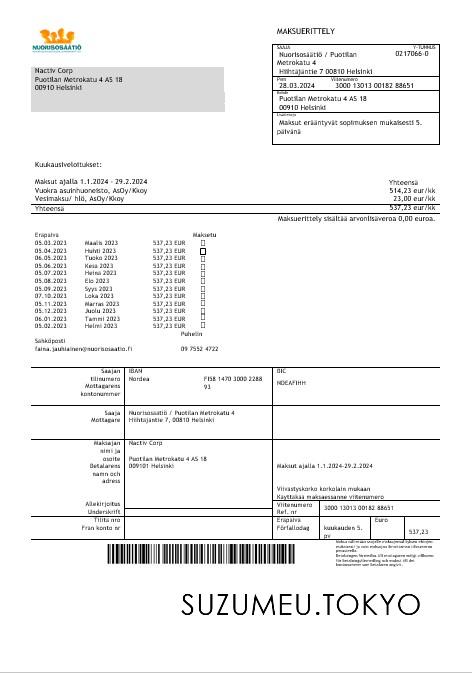 MAKSUERITTELY
NUORISOSÄÄTIÖ
SAAJA Y-TUNNUS
Nuorisosäätiö / Puotilan 0217066-0
Metrokatu 4
Hiihtäjäntie 7 00810 Helsinki
Nactiv Corp
Puotilan Metrokatu 4 AS 18
00910 Helsinki
Pvm Viitenumero
28.03.2024 3000 13013 00182 88651
Kohde
Puotilan Metrokatu 4 AS 18
00910 Helsinki
Lisätietoja
Maksut erääntyvät sopimuksen mukaisesti 5.
päivänä
Kuukausiveloitukset:
Maksut ajalla 1.1.2024 - 29.2.2024 Yhteensä
Vuokra asuinhuoneisto, AsOy/Kkoy 514,23 eur/kk
Vesimaksu/ hlö, AsOy/Kkoy 23,00 eur/kk
Yhteensä 537,23 eur/kk
Maksuerittely sisältää arvonlisäveroa 0,00 euroa.
Eräpäivä Maksetu
05.03.2023 Maalis 2023 537,23 EUR
05.04.2023 Huhti 2023 537,23 EUR
06.05.2023 Tuoko 2023 537,23 EUR
05.06.2023 Kesä 2023 537,23 EUR
05.07.2023 Heinä 2023 537,23 EUR
05.08.2023 Elo 2023 537,23 EUR
05.09.2023 Syys 2023 537,23 EUR
07.10.2023 Loka 2023 537,23 EUR
05.11.2023 Marras 2023 537,23 EUR
05.12.2023 Joulu 2023 537,23 EUR
06.01.2023 Tammi 2023 537,23 EUR
05.02.2023 Helmi 2023 537,23 EUR
Puhelin
Sähköposti
faina.jauhiainen@nuorisosaatio.fi 09 7552 4722
Saajan IBAN BIC
tilinumero Nordea FI58 1470 3000 2288 NDEAFIHH
Mottagarens 93
kontonummer
Saaja Nuorisosäätiö / Puotilan Metrokatu 4
Mottagare Hiihtäjäntie 7, 00810 Helsinki
Maksajan Nactiv Corp
nimi ja
osoite Puotilan Metrokatu 4 AS 18
Betalarens 009101 Helsinki Maksut ajalla 1.1.2024-29.2.2024
namn och
adress
Viivästyskorko korkolain mukaan
Käyttäkää maksaessanne viitenumero
Allekirjoitus Viitenumero 3000 13013 00182 88651
Underskrift Ref. nr
Tililtä nro Eräpäivä Euro
Från konto nr Förfallodag kuukauden 5. 537,23
pv
SUZUMEU.TOKYO